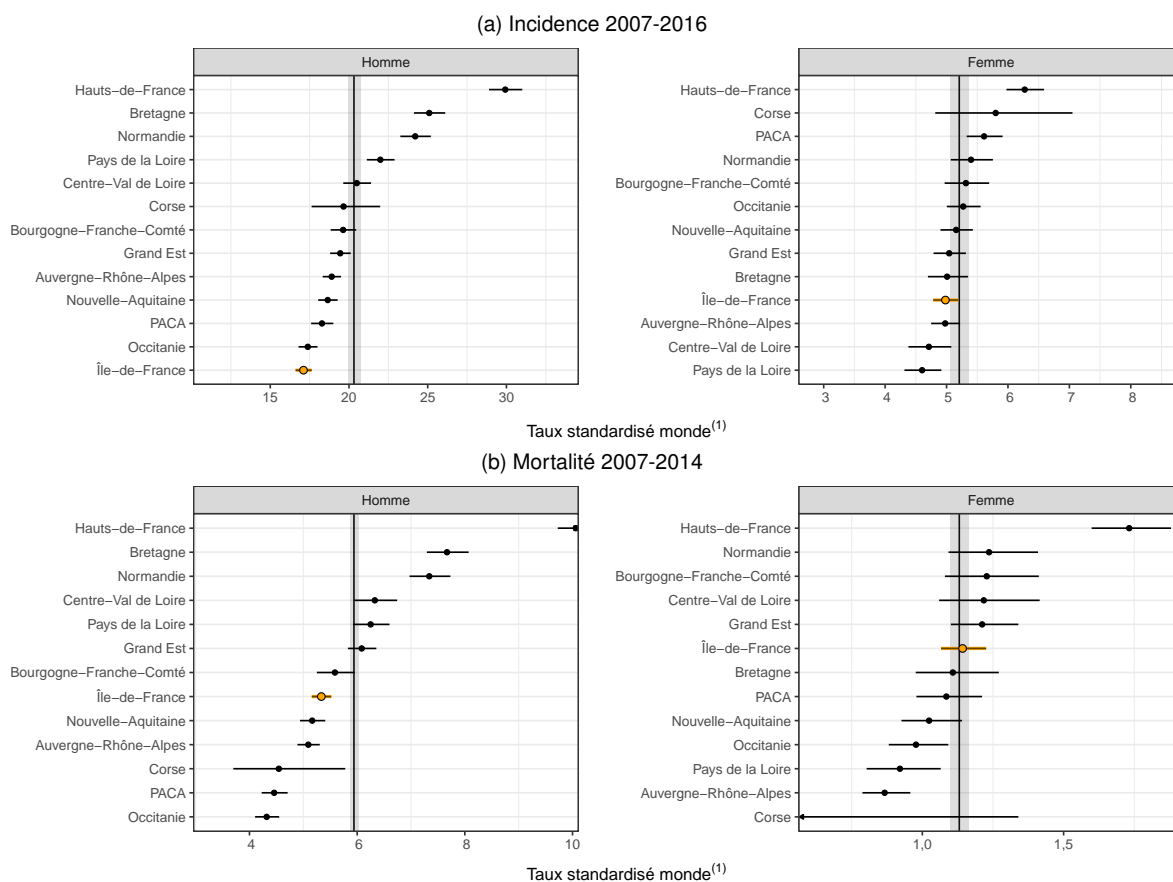 (a) Incidence 2007-2016
Homme
Hauts−de−France
Bretagne
Normandie
Pays de la Loire
Centre−Val de Loire
Corse
Bourgogne−Franche−Comté
Grand Est
Auvergne−Rhône−Alpes
Nouvelle−Aquitaine
PACA
Occitanie
Île−de−France
15 20 25 30
Femme
Hauts−de−France
Corse
PACA
Normandie
Bourgogne−Franche−Comté
Occitanie
Nouvelle−Aquitaine
Grand Est
Bretagne
Île−de−France
Auvergne−Rhône−Alpes
Centre−Val de Loire
Pays de la Loire
3 4 5 6 7 8
Taux standardisé monde(1)
(b) Mortalité 2007-2014
Homme
Hauts−de−France
Bretagne
Normandie
Centre−Val de Loire
Pays de la Loire
Grand Est
Bourgogne−Franche−Comté
Île−de−France
Nouvelle−Aquitaine
Auvergne−Rhône−Alpes
Corse
PACA
Occitanie
4 6 8 10
Femme
Hauts−de−France
Normandie
Bourgogne−Franche−Comté
Centre−Val de Loire
Grand Est
Île−de−France
Bretagne
PACA
Nouvelle−Aquitaine
Occitanie
Pays de la Loire
Auvergne−Rhône−Alpes
Corse
1,0 1,5
Taux standardisé monde(1)